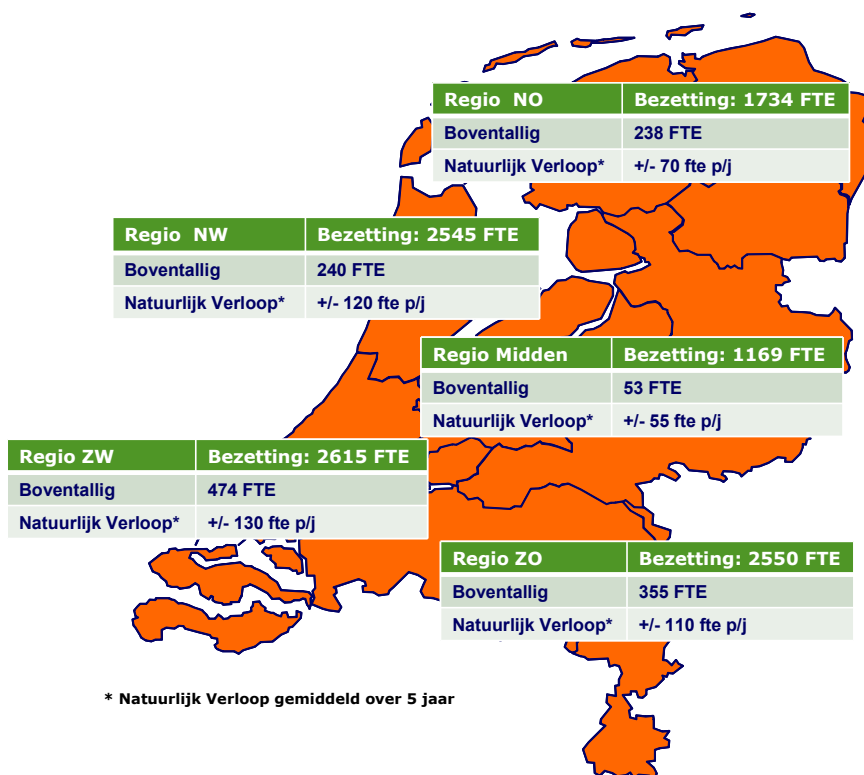 Regio NO Bezetting: 1734 FTE
Boventallig 238 FTE
Natuurlijk Verloop* +/- 70 fte p/j
Regio NW Bezetting: 2545 FTE
Boventallig 240 FTE
Natuurlijk Verloop* +/- 120 fte p/j
Regio Midden Bezetting: 1169 FTE
Boventallig 53 FTE
Natuurlijk Verloop* +/- 55 fte p/j
Regio ZW Bezetting: 2615 FTE
Boventallig 474 FTE
Natuurlijk Verloop* +/- 130 fte p/j
Regio ZO Bezetting: 2550 FTE
Boventallig 355 FTE
Natuurlijk Verloop* +/- 110 fte p/j
* Natuurlijk Verloop gemiddeld over 5 jaar